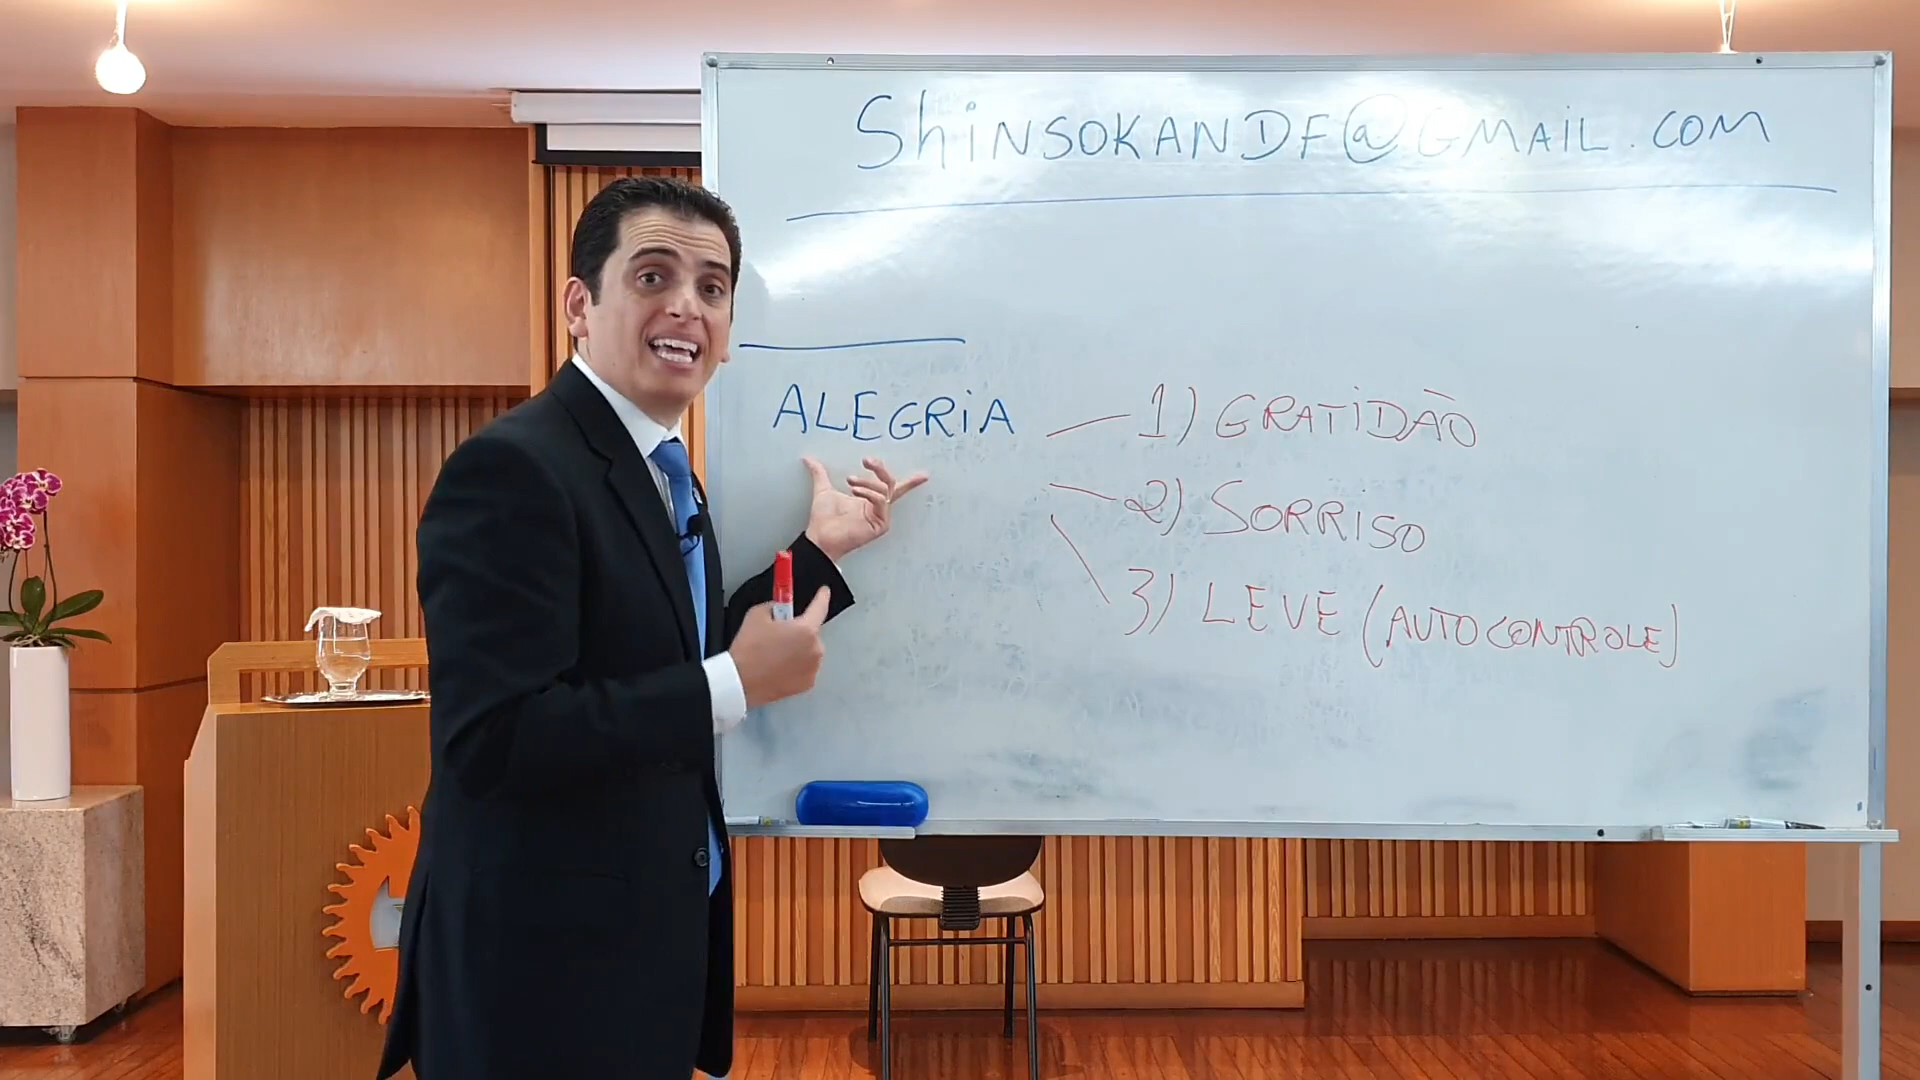 ShiNSOKANDF@GMAIL.COM
ALEGRiA
1) GRATiDÃO
2) SORRiSO
3) LEVE (AUTOCONTROLE)